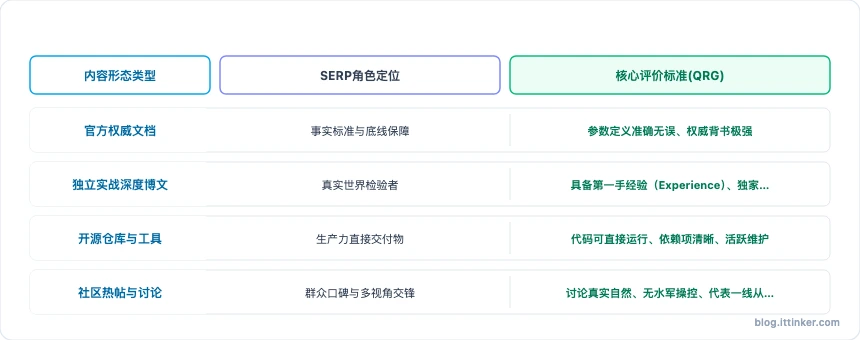 内容形态类型 SERP角色定位 核心评价标准(QRG)
官方权威文档 事实标准与底线保障 参数定义准确无误、权威背书极强
独立实战深度博文 真实世界检验者 具备第一手经验（Experience）、独家...
开源仓库与工具 生产力直接交付物 代码可直接运行、依赖项清晰、活跃维护
社区热帖与讨论 群众口碑与多视角交锋 讨论真实自然、无水军操控、代表一线从...
blog.ittinker.com